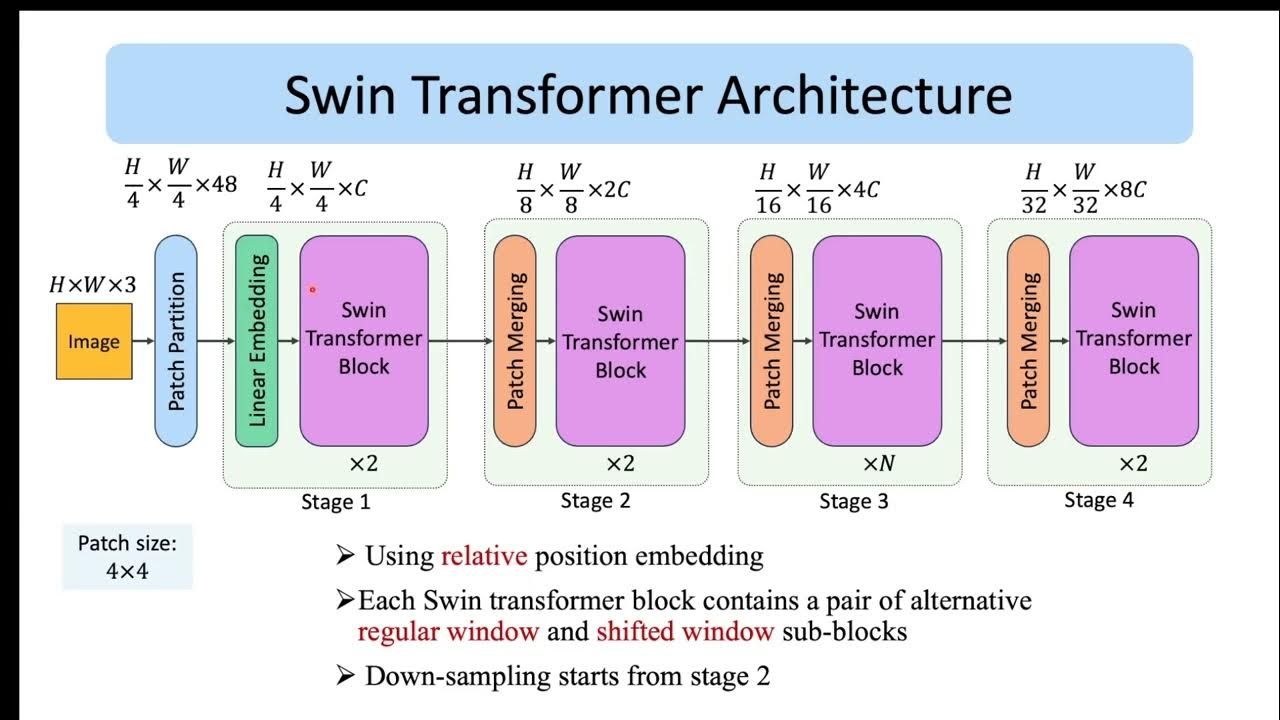 Swin Transformer Architecture
H/4 × W/4 ×48
H/4 × W/4 ×C
H/8 × W/8 ×2C
H/16 × W/16 ×4C
H/32 × W/32 ×8C
H×W×3
Image
Patch Partition
Linear Embedding
Swin
Transformer
Block
×2
Stage 1
Patch Merging
Swin
Transformer
Block
×2
Stage 2
Patch Merging
Swin
Transformer
Block
×N
Stage 3
Patch Merging
Swin
Transformer
Block
×2
Stage 4
Patch size:
4×4
➢ Using relative position embedding
➢Each Swin transformer block contains a pair of alternative
regular window and shifted window sub-blocks
➢ Down-sampling starts from stage 2